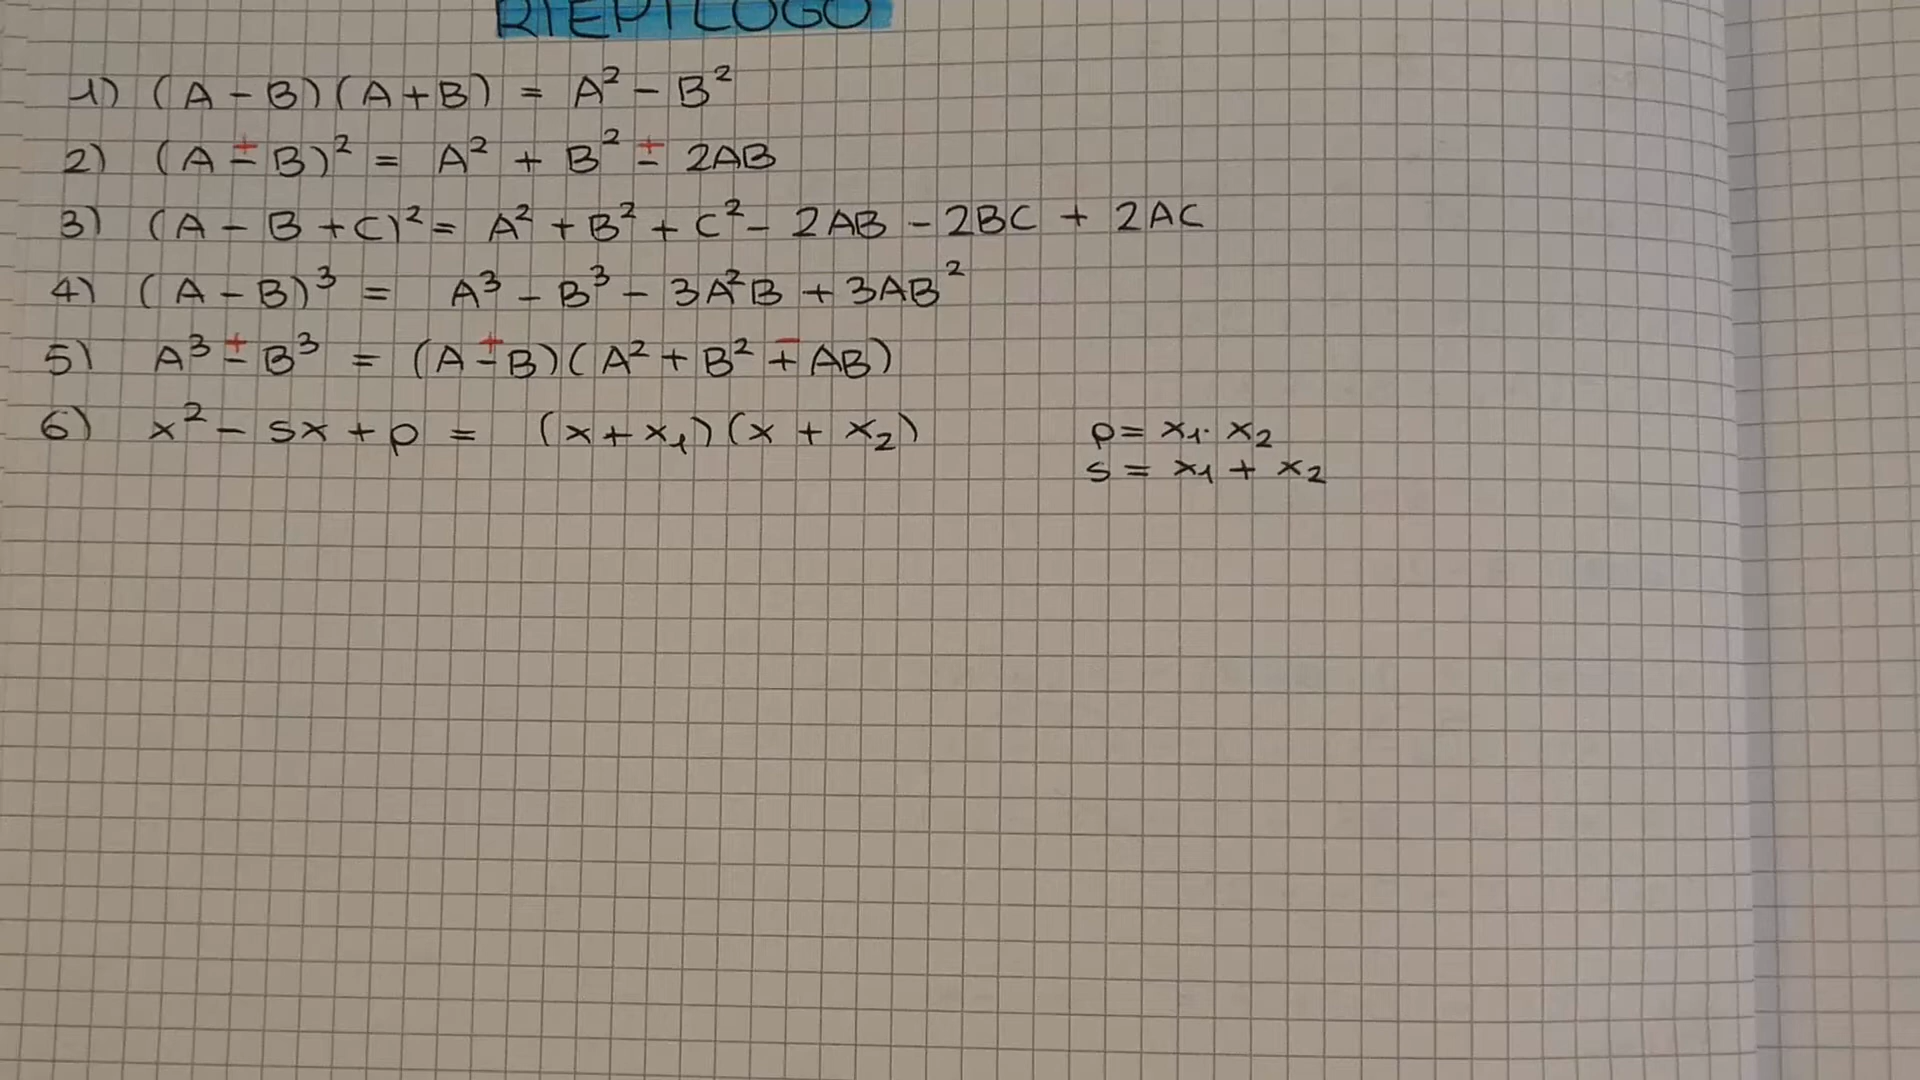 RIEPILOGO
1) (A - B)(A + B) = A² - B²
2) (A ± B)² = A² + B² ± 2AB
3) (A - B + C)² = A² + B² + C² - 2AB - 2BC + 2AC
4) (A - B)³ = A³ - B³ - 3A²B + 3AB²
5) A³ ± B³ = (A ± B)(A² + B² ∓ AB)
6) x² - sx + p = (x + x₁)(x + x₂) p = x₁· x₂
s = x₁ + x₂